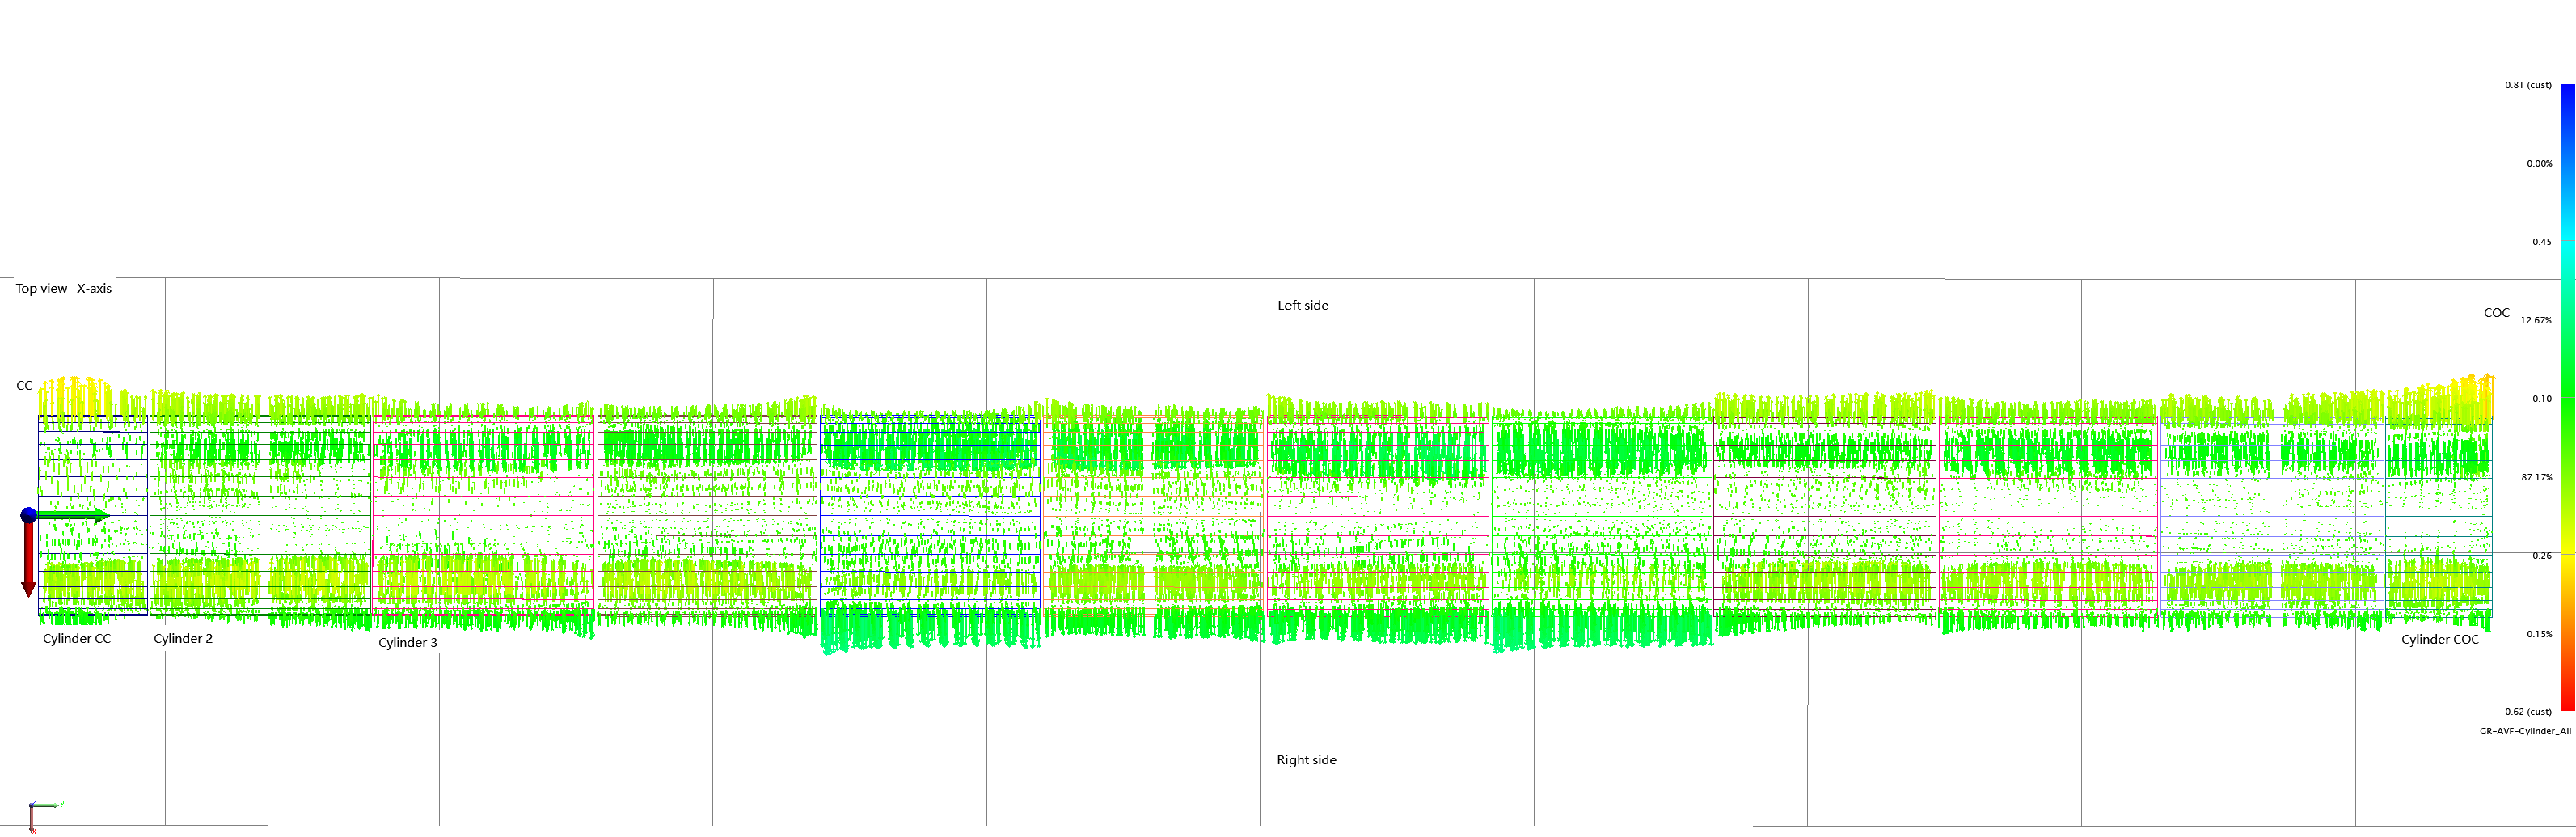 0.81 (cust)
0.00%
0.45
Top view X-axis
Left side
COC
12.67%
CC
0.10
87.17%
-0.26
Cylinder CC
Cylinder 2
Cylinder 3
0.15%
Cylinder COC
-0.62 (cust)
GR-AVF-Cylinder_All
Right side
z
y
x